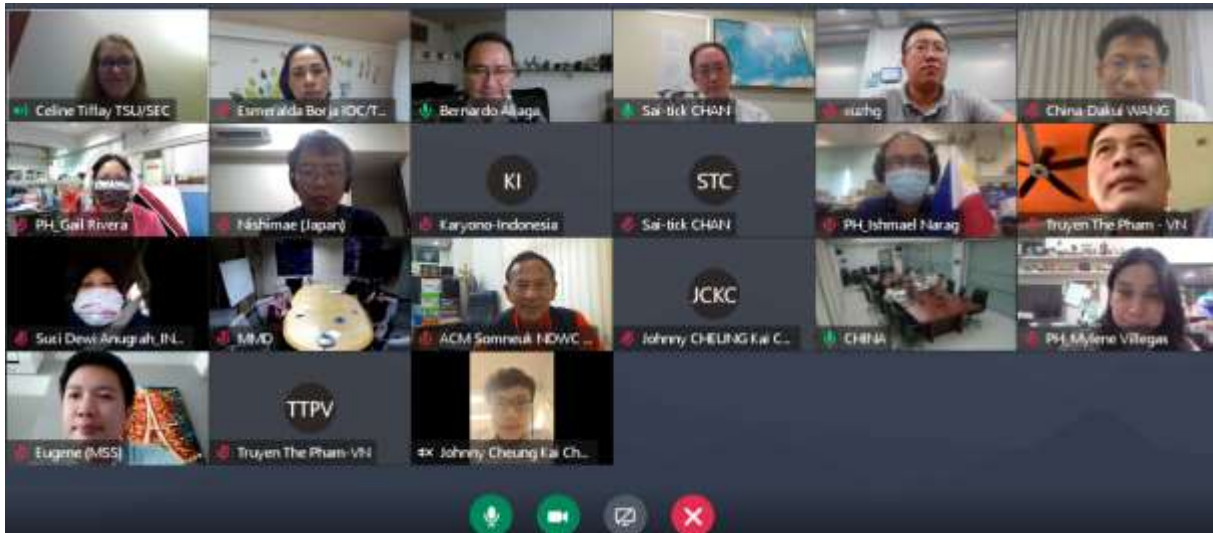 Celine Tiffay TSU/SEC
Esmeralda Borja IOC/T...
Bernardo Aliaga
Sai-tick CHAN
China-Dakui WANG
PH_Gail Rivera
Nishimae (Japan)
KI
Karyono-Indonesia
STC
Sai-tick CHAN
PH_Ishmael Narag
Truyen The Pham - VN
Suci Dewi Anugrah_IN...
MMD
ACM Somneuk NDWC ...
JCKC
Johnny CHEUNG Kai C...
CHINA
PH_Mylene Villegas
Eugene (MSS)
TTPV
Truyen The Pham-VN
Johnny Cheung Kai Ch...